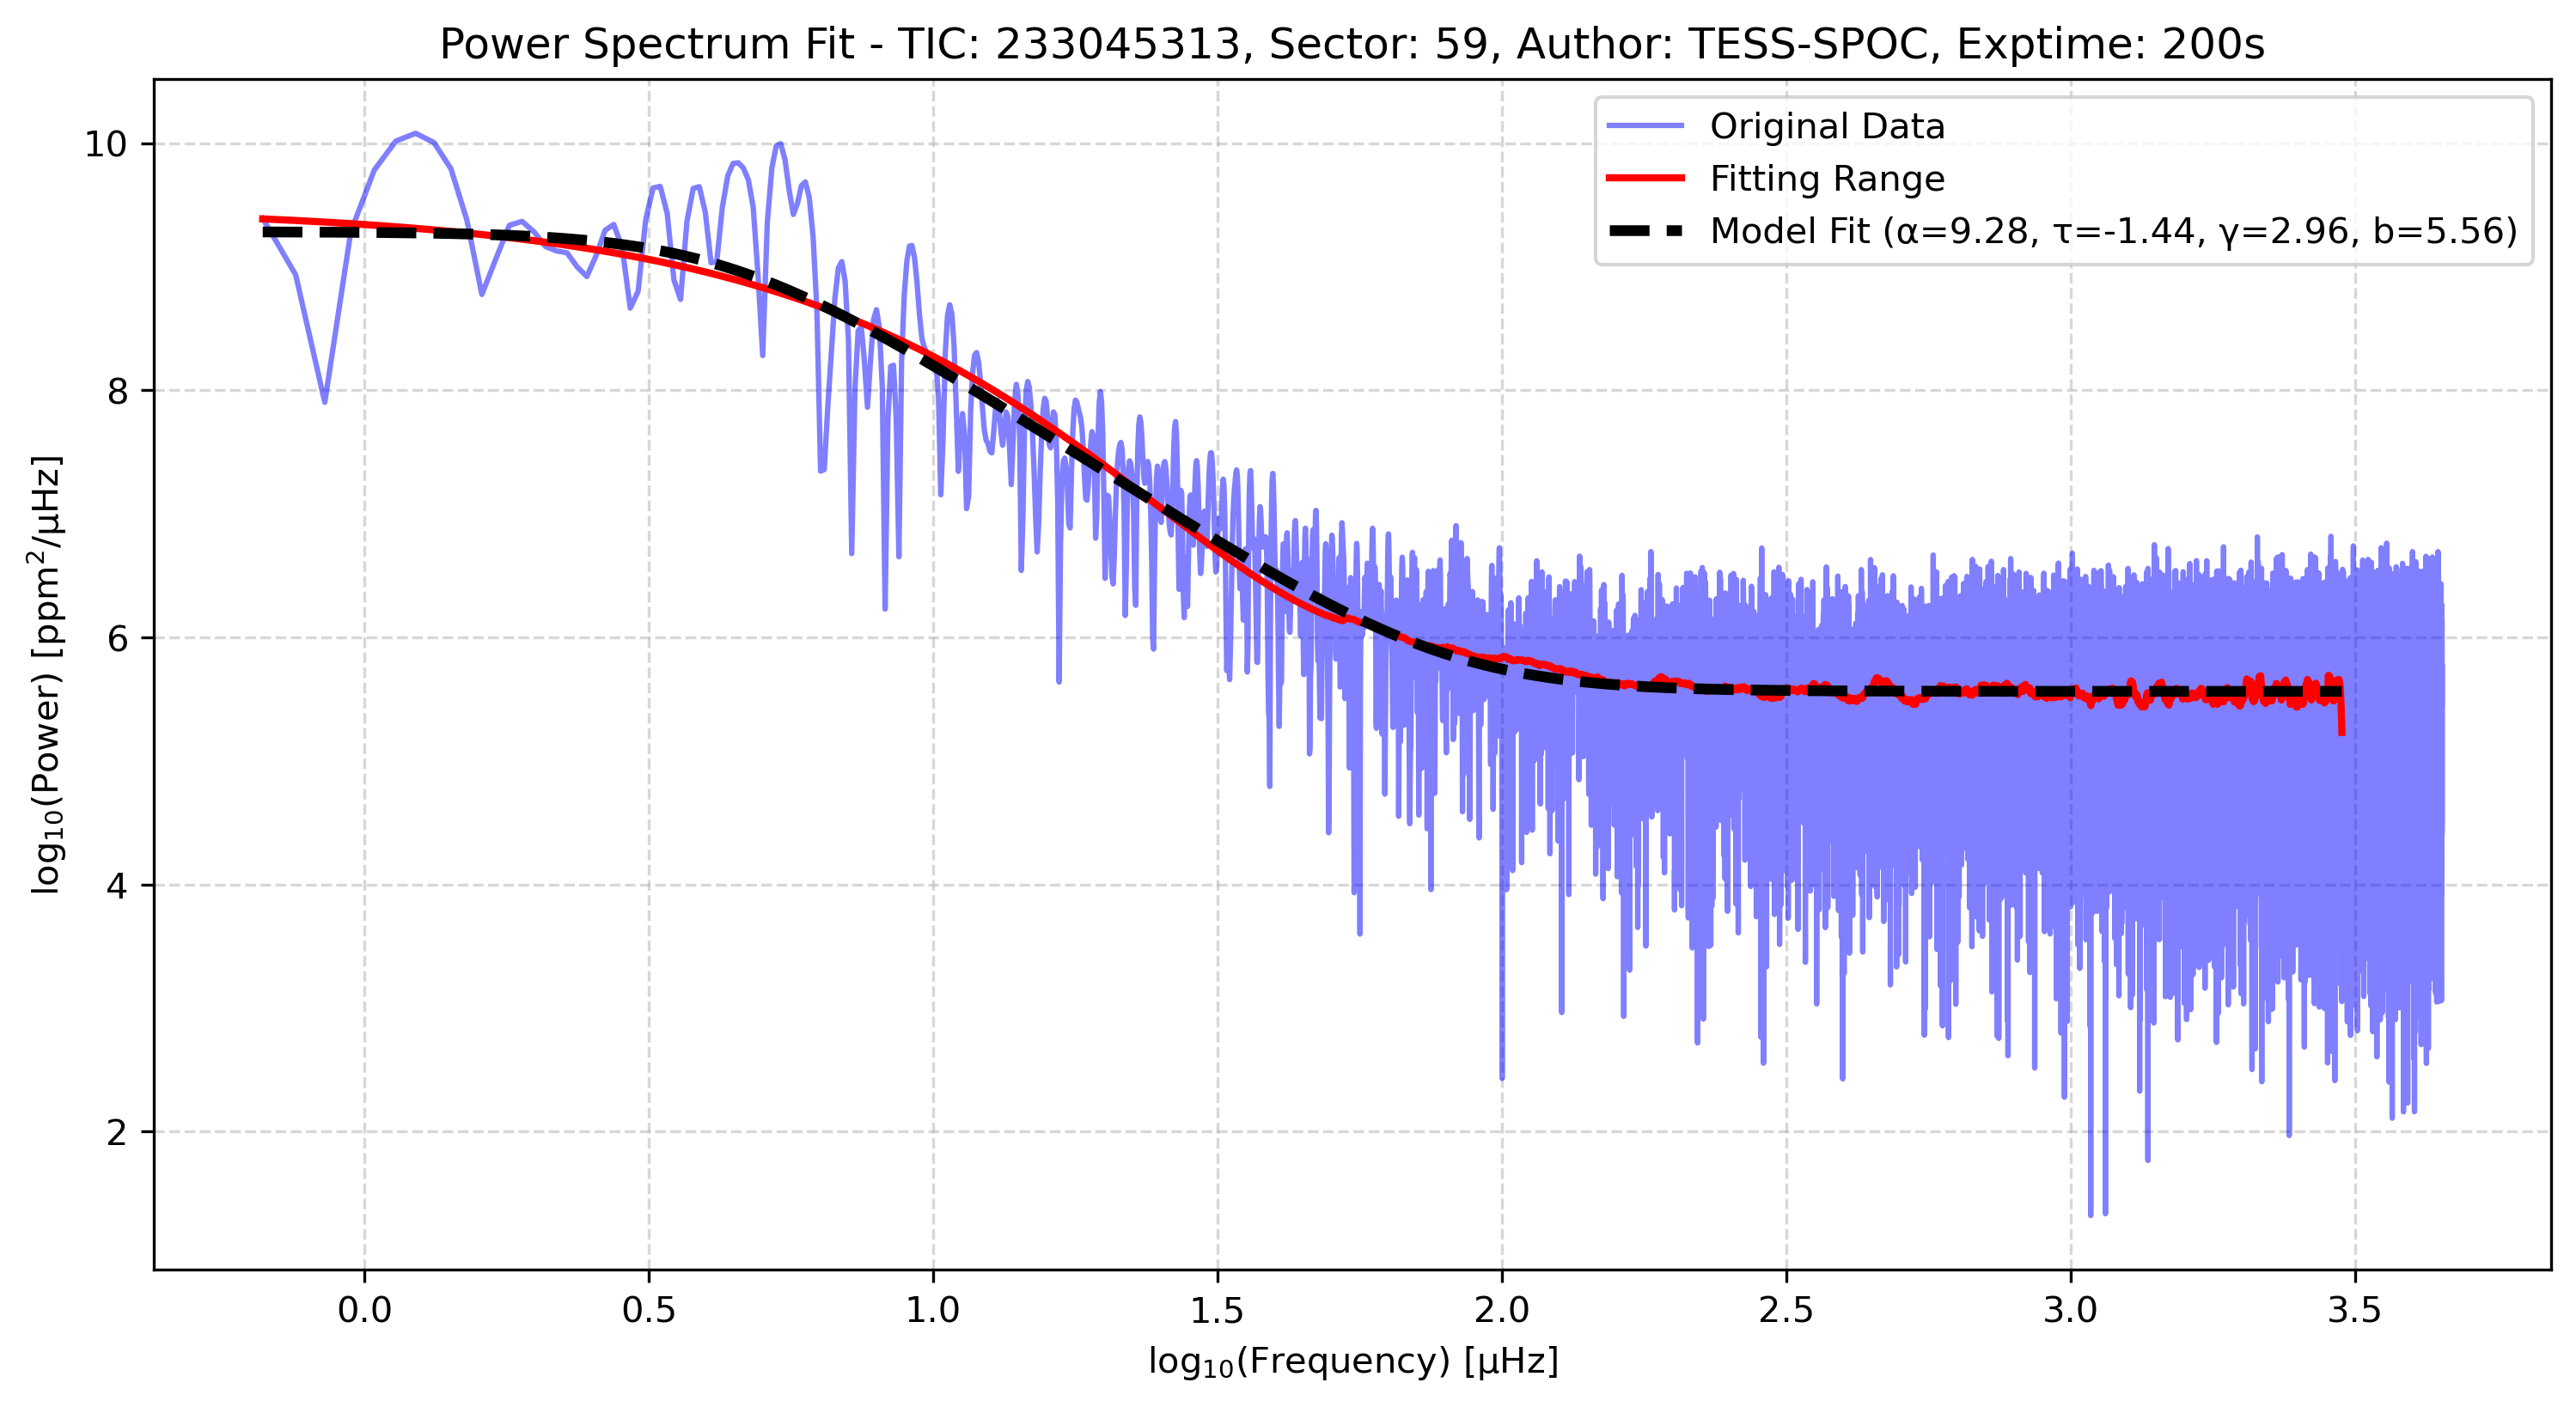 Power Spectrum Fit - TIC: 233045313, Sector: 59, Author: TESS-SPOC, Exptime: 200s
Original Data
Fitting Range
Model Fit (α=9.28, τ=-1.44, γ=2.96, b=5.56)
log₁₀(Power) [ppm²/μHz]
10
8
6
4
2
0.0 0.5 1.0 1.5 2.0 2.5 3.0 3.5
log₁₀(Frequency) [μHz]